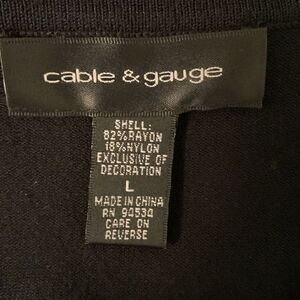 cable & gauge
SHELL:
82% RAYON
18% NYLON
EXCLUSIVE OF
DECORATION
L
MADE IN CHINA
RN 94534
CARE ON
REVERSE